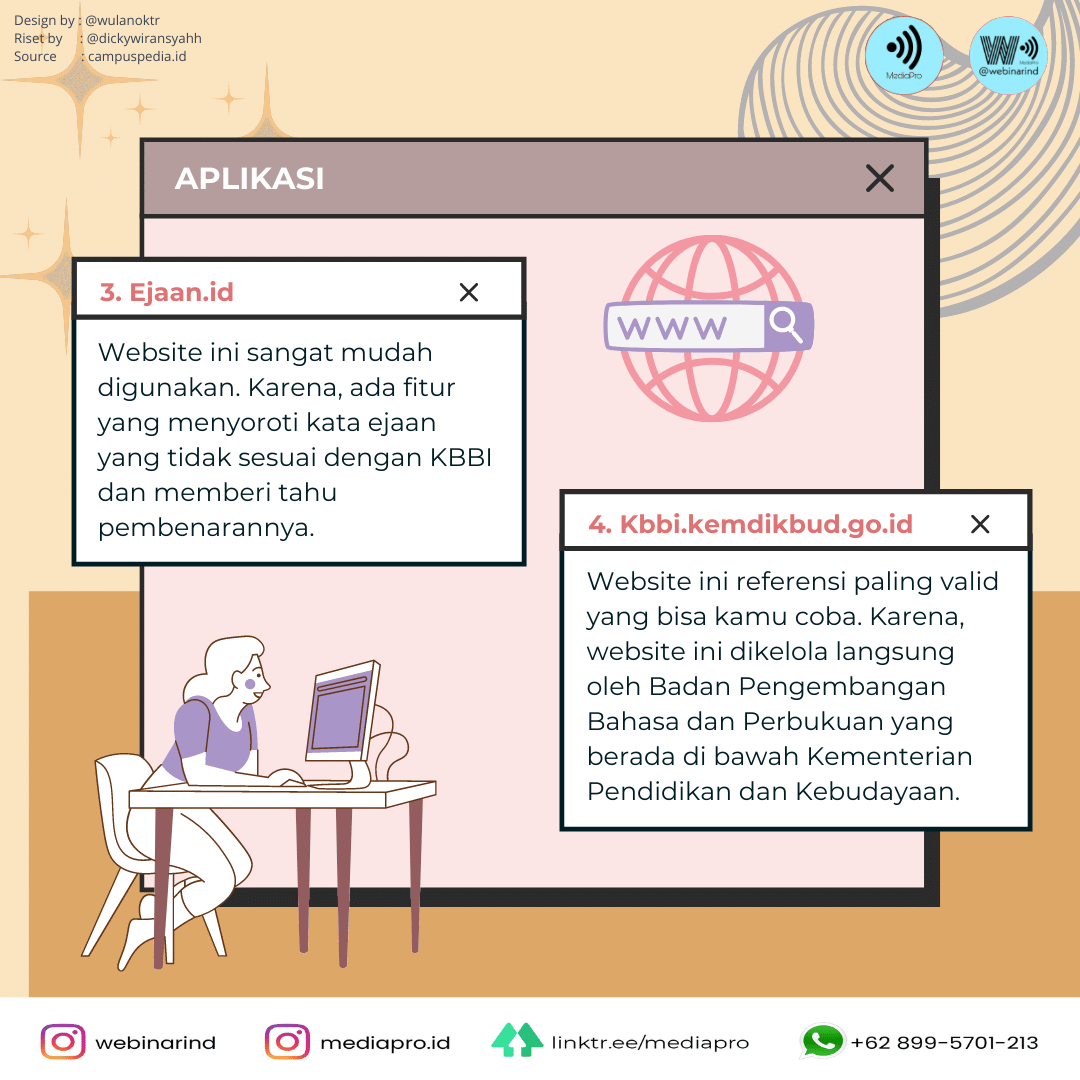 Design by : @wulanoktr
Riset by : @dickywiransyahh
Source : campuspedia.id
MediaPro
W
@webinarind
APLIKASI
3. Ejaan.id
Website ini sangat mudah
digunakan. Karena, ada fitur
yang menyoroti kata ejaan
yang tidak sesuai dengan KBBI
dan memberi tahu
pembenarannya.
WWW
4. Kbbi.kemdikbud.go.id
Website ini referensi paling valid
yang bisa kamu coba. Karena,
website ini dikelola langsung
oleh Badan Pengembangan
Bahasa dan Perbukuan yang
berada di bawah Kementerian
Pendidikan dan Kebudayaan.
webinarind
mediapro.id
linktr.ee/mediapro
+62 899-5701-213